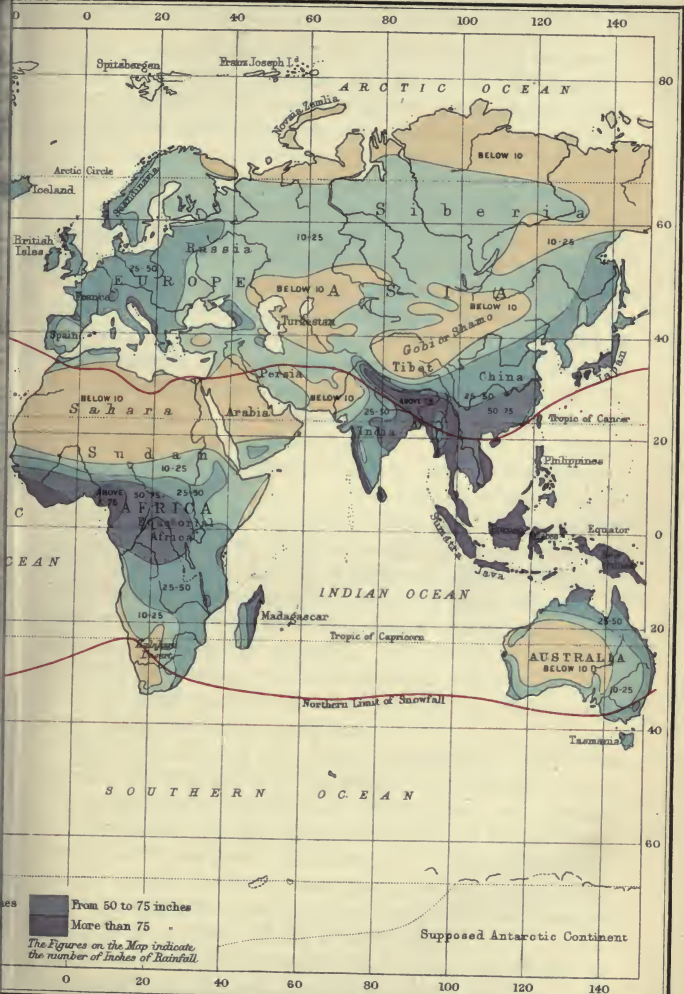 0 20 40 60 80 100 120 140
Spitzbergen
Franz Joseph Id.
ARCTIC OCEAN
80
Novaia Zemlia
BELOW 10
Arctic Circle
Iceland
Scandinavia
Siberia
60
British
Isles
Russia
10-25
10-25
25-50
EUROPE
ASIA
France
BELOW 10
BELOW 10
Turkestan
Gobi or Shamo
Spain
40
Tibet
Persia
China
Japan
BELOW 10
Sahara
Arabia
BELOW 10
ABOVE 75
25-50
25-50
50 75
India
Tropic of Cancer
20
Sudan
10-25
Philippines
ABOVE
75
50 75
25-50
AFRICA
C
Equatorial
Africa
Borneo
Equator
0
Sumatra
CEAN
Java
25-50
INDIAN OCEAN
10-25
Madagascar
25-50
20
Tropic of Capricorn
Kalahari
Desert
AUSTRALIA
BELOW 10
10-25
Northern Limit of Snowfall
40
Tasmania
SOUTHERN OCEAN
60
hes
From 50 to 75 inches
More than 75 "
The Figures on the Map indicate
the number of Inches of Rainfall
Supposed Antarctic Continent
0 20 40 60 80 100 120 140